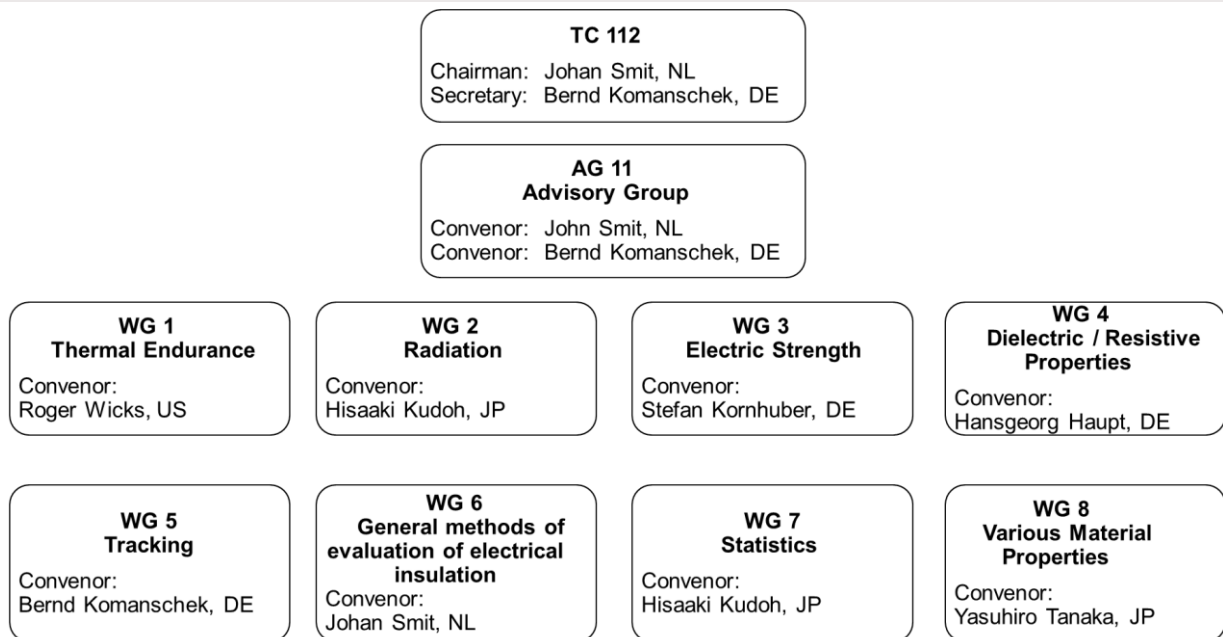 TC 112
Chairman: Johan Smit, NL
Secretary: Bernd Komanschek, DE
AG 11
Advisory Group
Convenor: John Smit, NL
Convenor: Bernd Komanschek, DE
WG 1
Thermal Endurance
Convenor:
Roger Wicks, US
WG 2
Radiation
Convenor:
Hisaaki Kudoh, JP
WG 3
Electric Strength
Convenor:
Stefan Kornhuber, DE
WG 4
Dielectric / Resistive
Properties
Convenor:
Hansgeorg Haupt, DE
WG 5
Tracking
Convenor:
Bernd Komanschek, DE
WG 6
General methods of
evaluation of electrical
insulation
Convenor:
Johan Smit, NL
WG 7
Statistics
Convenor:
Hisaaki Kudoh, JP
WG 8
Various Material
Properties
Convenor:
Yasuhiro Tanaka, JP